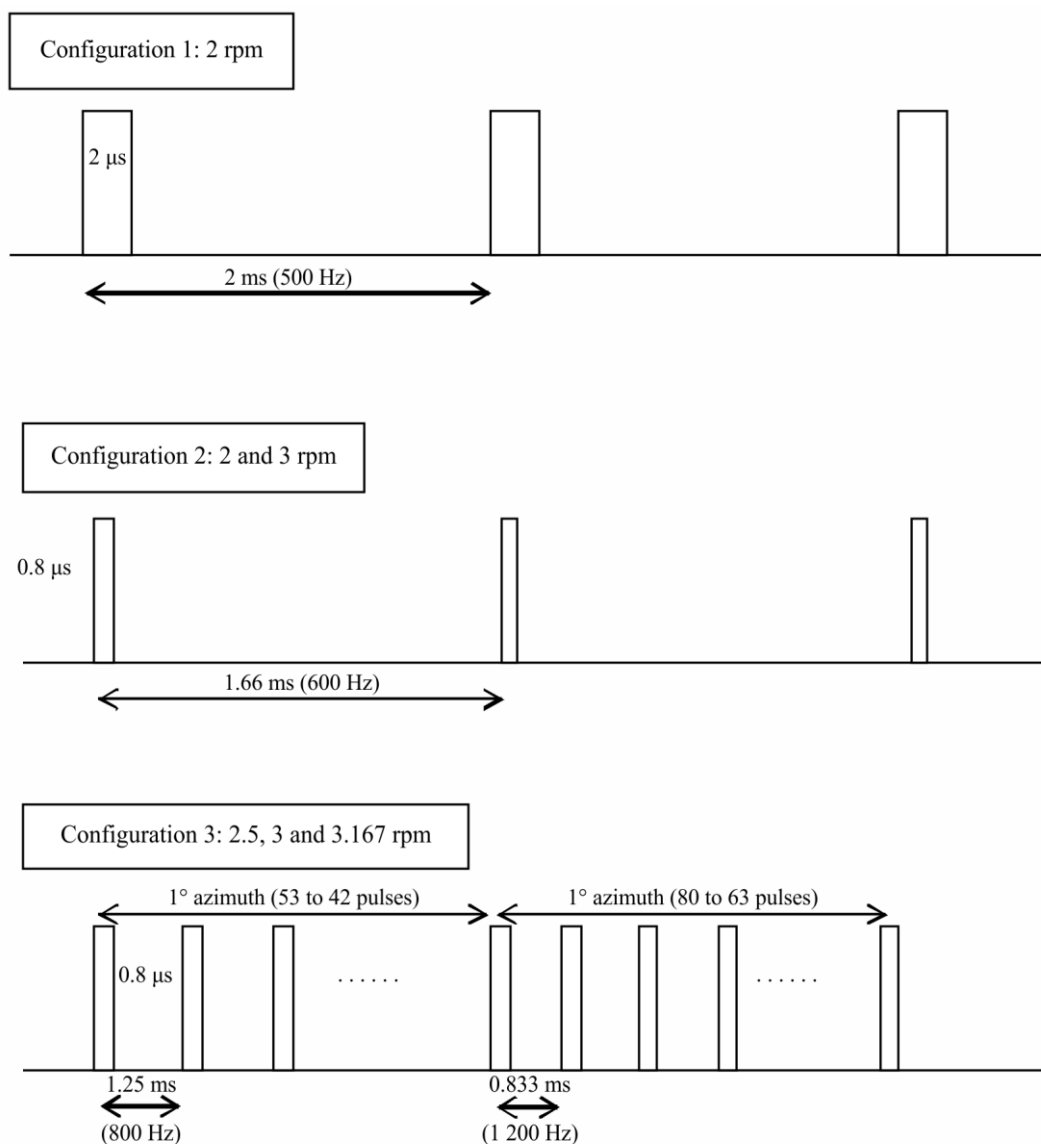 Configuration 1: 2 rpm
2 μs
2 ms (500 Hz)
Configuration 2: 2 and 3 rpm
0.8 μs
1.66 ms (600 Hz)
Configuration 3: 2.5, 3 and 3.167 rpm
1° azimuth (53 to 42 pulses)
1° azimuth (80 to 63 pulses)
0.8 μs
. . . . . .
. . . . . .
1.25 ms
0.833 ms
(800 Hz)
(1 200 Hz)